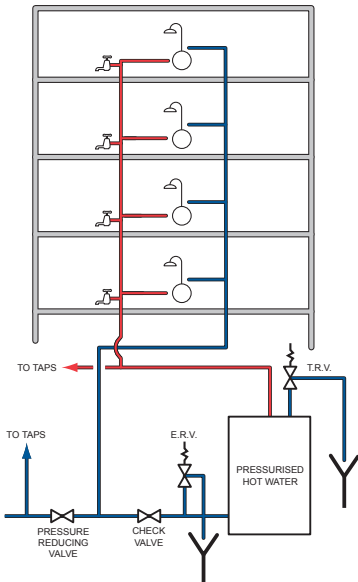 TO TAPS
T.R.V.
TO TAPS
E.R.V.
PRESSURISED
HOT WATER
PRESSURE
REDUCING
VALVE
CHECK
VALVE